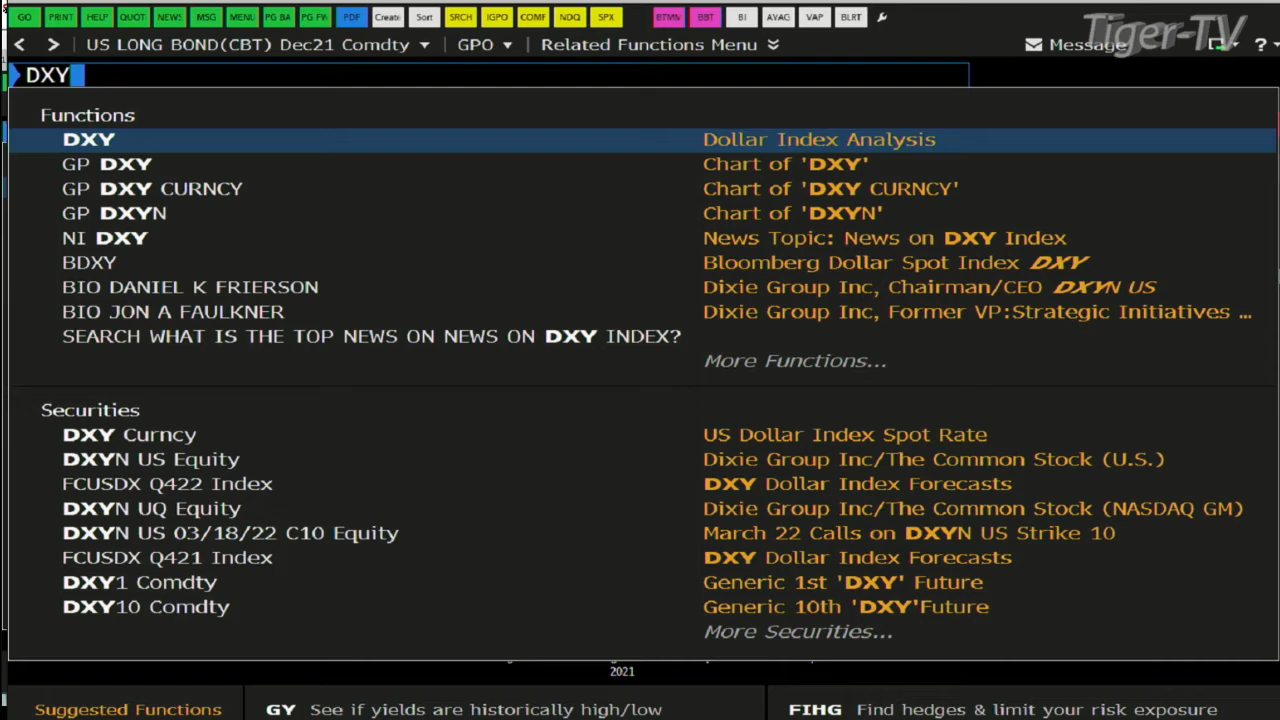 GO PRINT HELP QUOT NEWS MSG MENU PG BA PG FW PDF Create Sort SRCH IGPO COMF NDQ SPX BTMN BBT BI AVAG VAP BLRT
US LONG BOND(CBT) Dec21 Comdty GPO Related Functions Menu Message ?
Tiger-TV
DXY
Functions
DXY Dollar Index Analysis
GP DXY Chart of 'DXY'
GP DXY CURNCY Chart of 'DXY CURNCY'
GP DXYN Chart of 'DXYN'
NI DXY News Topic: News on DXY Index
BDXY Bloomberg Dollar Spot Index DXY
BIO DANIEL K FRIERSON Dixie Group Inc, Chairman/CEO DXYN US
BIO JON A FAULKNER Dixie Group Inc, Former VP:Strategic Initiatives ...
SEARCH WHAT IS THE TOP NEWS ON NEWS ON DXY INDEX?
More Functions...
Securities
DXY Curncy US Dollar Index Spot Rate
DXYN US Equity Dixie Group Inc/The Common Stock (U.S.)
FCUSDX Q422 Index DXY Dollar Index Forecasts
DXYN UQ Equity Dixie Group Inc/The Common Stock (NASDAQ GM)
DXYN US 03/18/22 C10 Equity March 22 Calls on DXYN US Strike 10
FCUSDX Q421 Index DXY Dollar Index Forecasts
DXY1 Comdty Generic 1st 'DXY' Future
DXY10 Comdty Generic 10th 'DXY'Future
More Securities...
2021
Suggested Functions GY See if yields are historically high/low FIHG Find hedges & limit your risk exposure